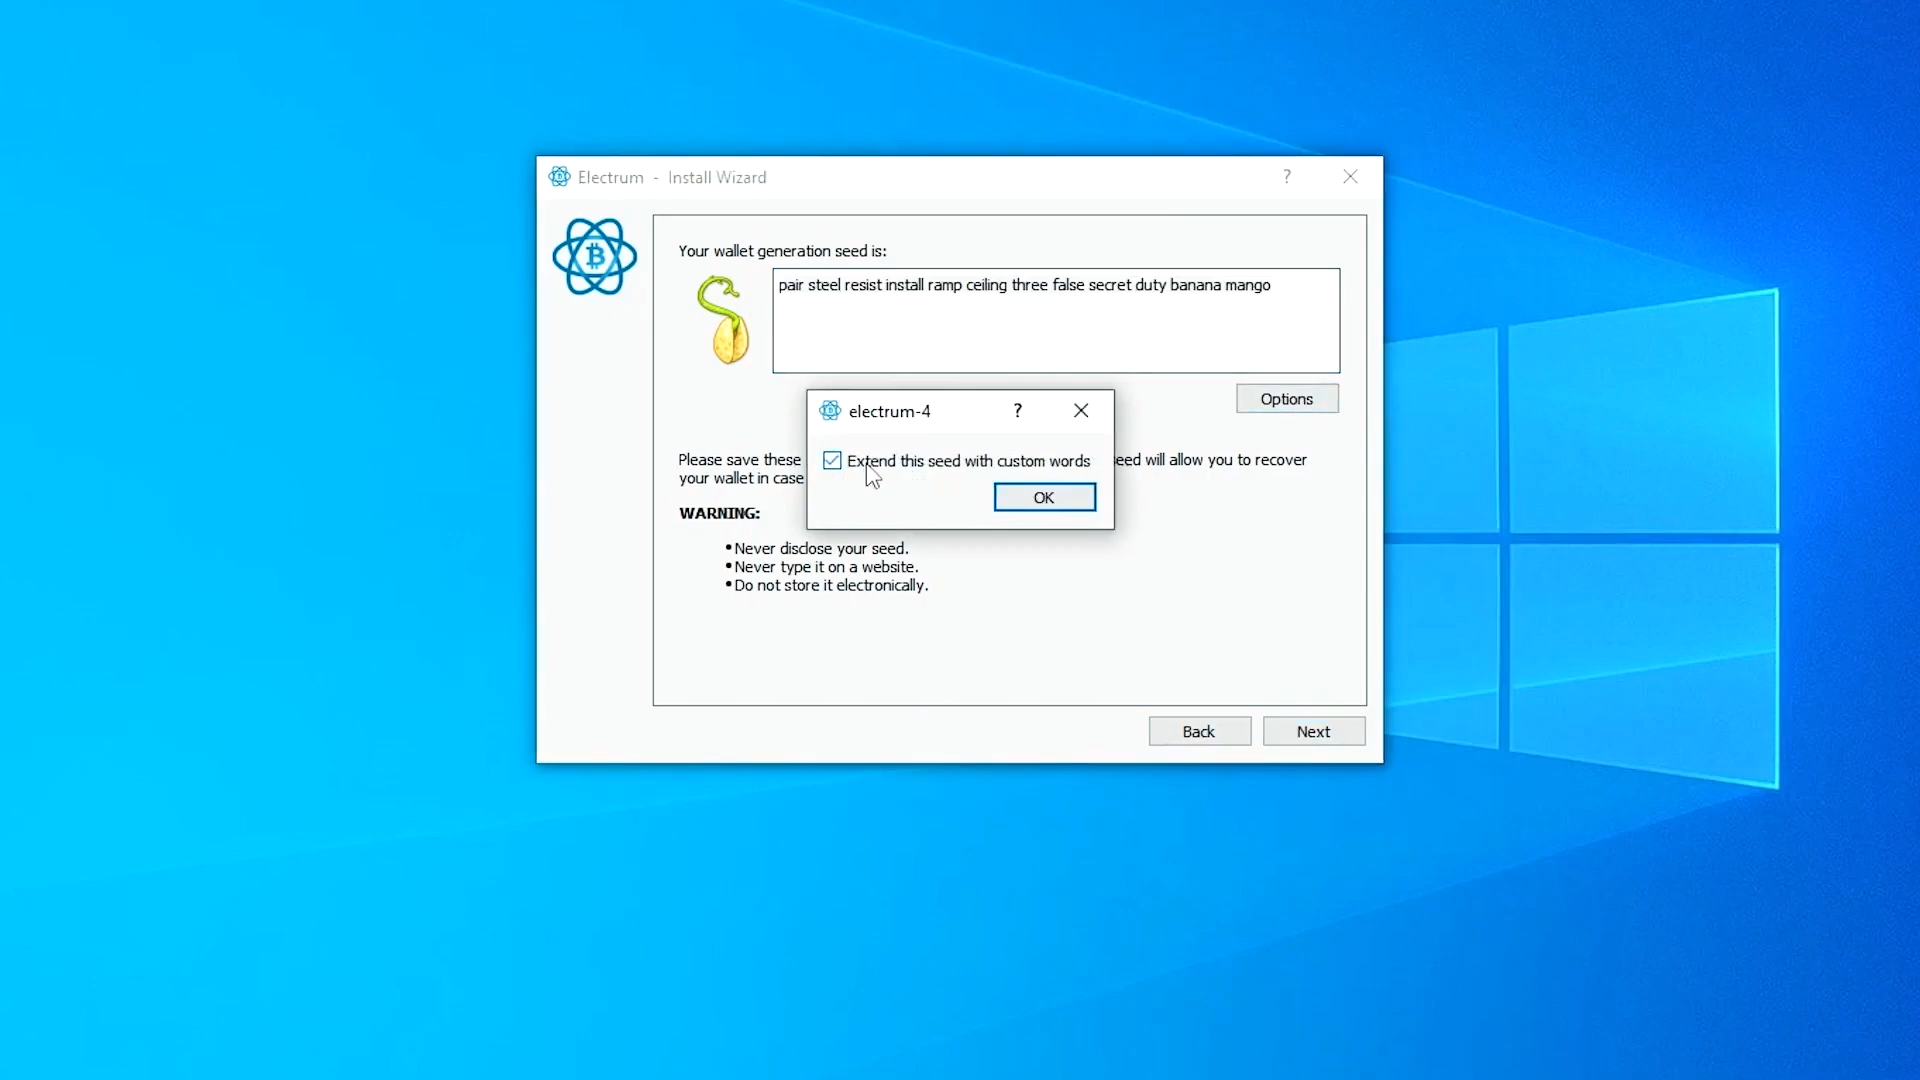 Electrum - Install Wizard
?
Your wallet generation seed is:
pair steel resist install ramp ceiling three false secret duty banana mango
Options
electrum-4
?
Extend this seed with custom words
OK
Please save these
eed will allow you to recover
your wallet in case
WARNING:
• Never disclose your seed.
• Never type it on a website.
• Do not store it electronically.
Back
Next